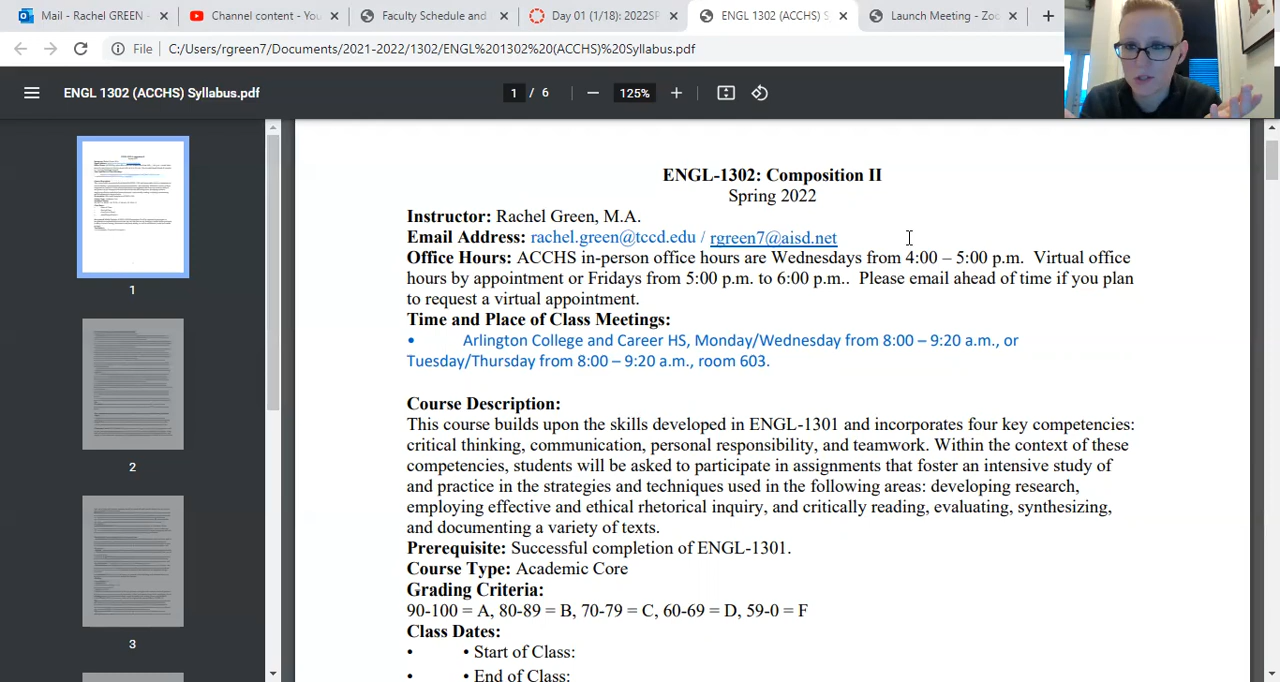 Mail - Rachel GREEN -
Channel content - You
Faculty Schedule and
Day 01 (1/18): 2022SP
ENGL 1302 (ACCHS) S
Launch Meeting - Zoo
File
C:/Users/rgreen7/Documents/2021-2022/1302/ENGL%201302%20(ACCHS)%20Syllabus.pdf
ENGL 1302 (ACCHS) Syllabus.pdf
1 / 6
125%
1
2
3
ENGL-1302: Composition II
Spring 2022
Instructor: Rachel Green, M.A.
Email Address: rachel.green@tccd.edu / rgreen7@aisd.net
Office Hours: ACCHS in-person office hours are Wednesdays from 4:00 – 5:00 p.m. Virtual office
hours by appointment or Fridays from 5:00 p.m. to 6:00 p.m.. Please email ahead of time if you plan
to request a virtual appointment.
Time and Place of Class Meetings:
• Arlington College and Career HS, Monday/Wednesday from 8:00 – 9:20 a.m., or
Tuesday/Thursday from 8:00 – 9:20 a.m., room 603.
Course Description:
This course builds upon the skills developed in ENGL-1301 and incorporates four key competencies:
critical thinking, communication, personal responsibility, and teamwork. Within the context of these
competencies, students will be asked to participate in assignments that foster an intensive study of
and practice in the strategies and techniques used in the following areas: developing research,
employing effective and ethical rhetorical inquiry, and critically reading, evaluating, synthesizing,
and documenting a variety of texts.
Prerequisite: Successful completion of ENGL-1301.
Course Type: Academic Core
Grading Criteria:
90-100 = A, 80-89 = B, 70-79 = C, 60-69 = D, 59-0 = F
Class Dates:
• • Start of Class:
• • End of Class: